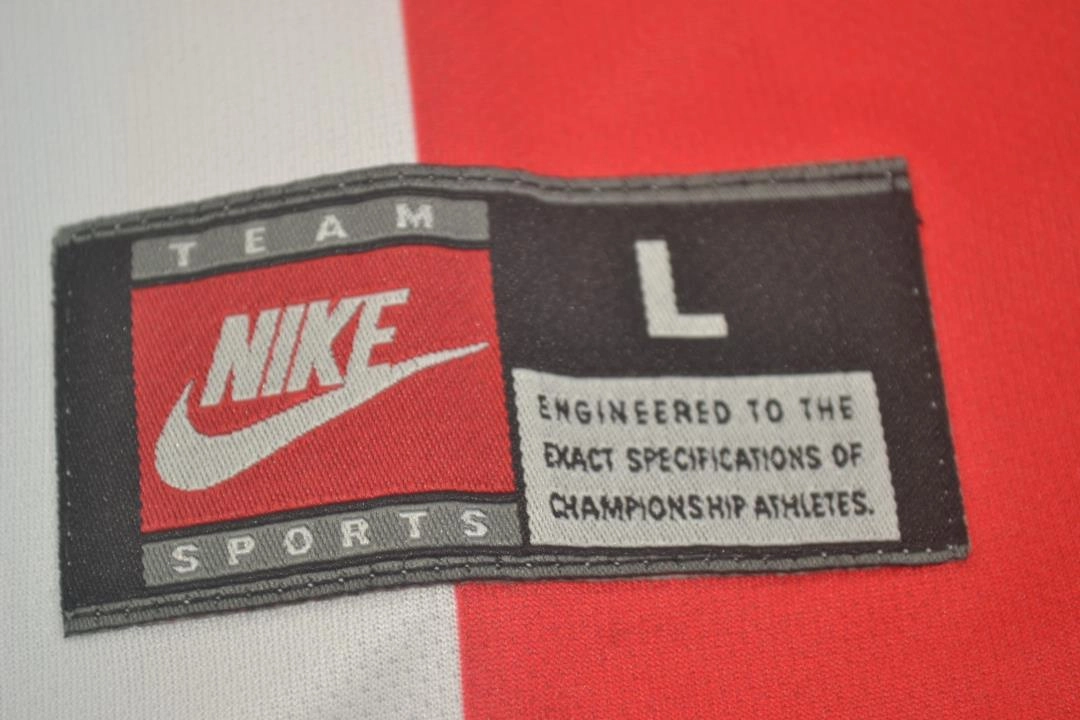 TEAM
NIKE
SPORTS
L
ENGINEERED TO THE
EXACT SPECIFICATIONS OF
CHAMPIONSHIP ATHLETES.